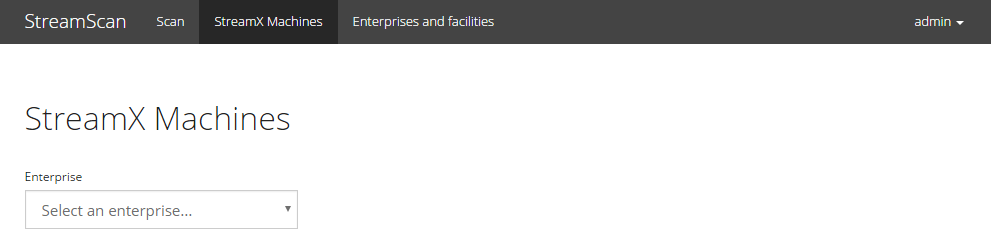 StreamScan Scan StreamX Machines Enterprises and facilities admin
StreamX Machines
Enterprise
Select an enterprise...